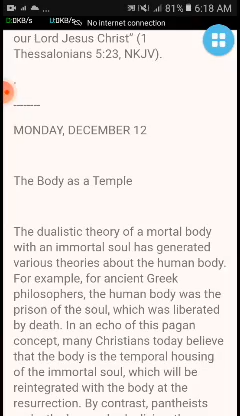 0:0KB/s U:0KB/s No internet connection 81% 6:18 AM
our Lord Jesus Christ” (1
Thessalonians 5:23, NKJV).
--------
MONDAY, DECEMBER 12
The Body as a Temple
The dualistic theory of a mortal body
with an immortal soul has generated
various theories about the human body.
For example, for ancient Greek
philosophers, the human body was the
prison of the soul, which was liberated
by death. In an echo of this pagan
concept, many Christians today believe
that the body is the temporal housing
of the immortal soul, which will be
reintegrated with the body at the
resurrection. By contrast, pantheists